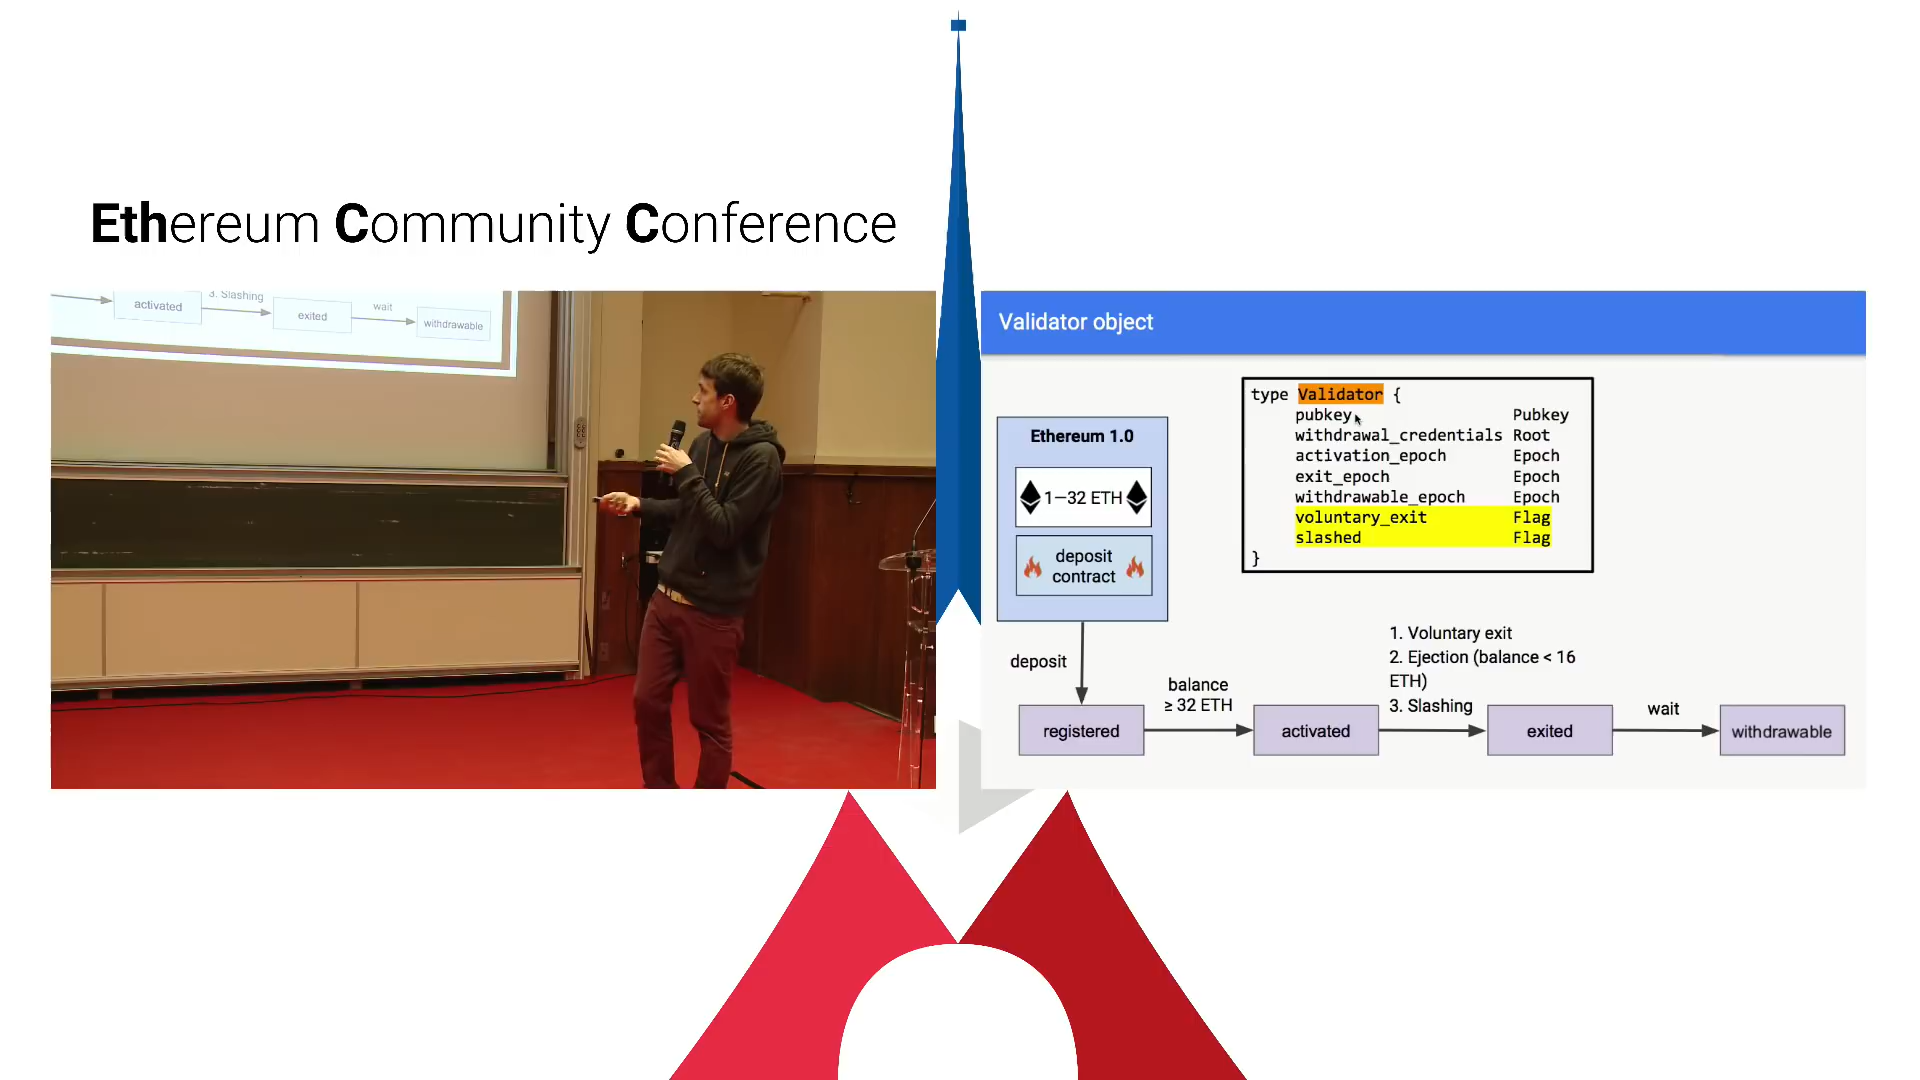 Ethereum Community Conference
activated
3. Slashing
exited
wait
withdrawable
Validator object
type Validator {
pubkey Pubkey
withdrawal_credentials Root
activation_epoch Epoch
exit_epoch Epoch
withdrawable_epoch Epoch
voluntary_exit Flag
slashed Flag
}
Ethereum 1.0
1—32 ETH
deposit
contract
deposit
balance
≥ 32 ETH
1. Voluntary exit
2. Ejection (balance < 16
ETH)
3. Slashing
wait
registered
activated
exited
withdrawable